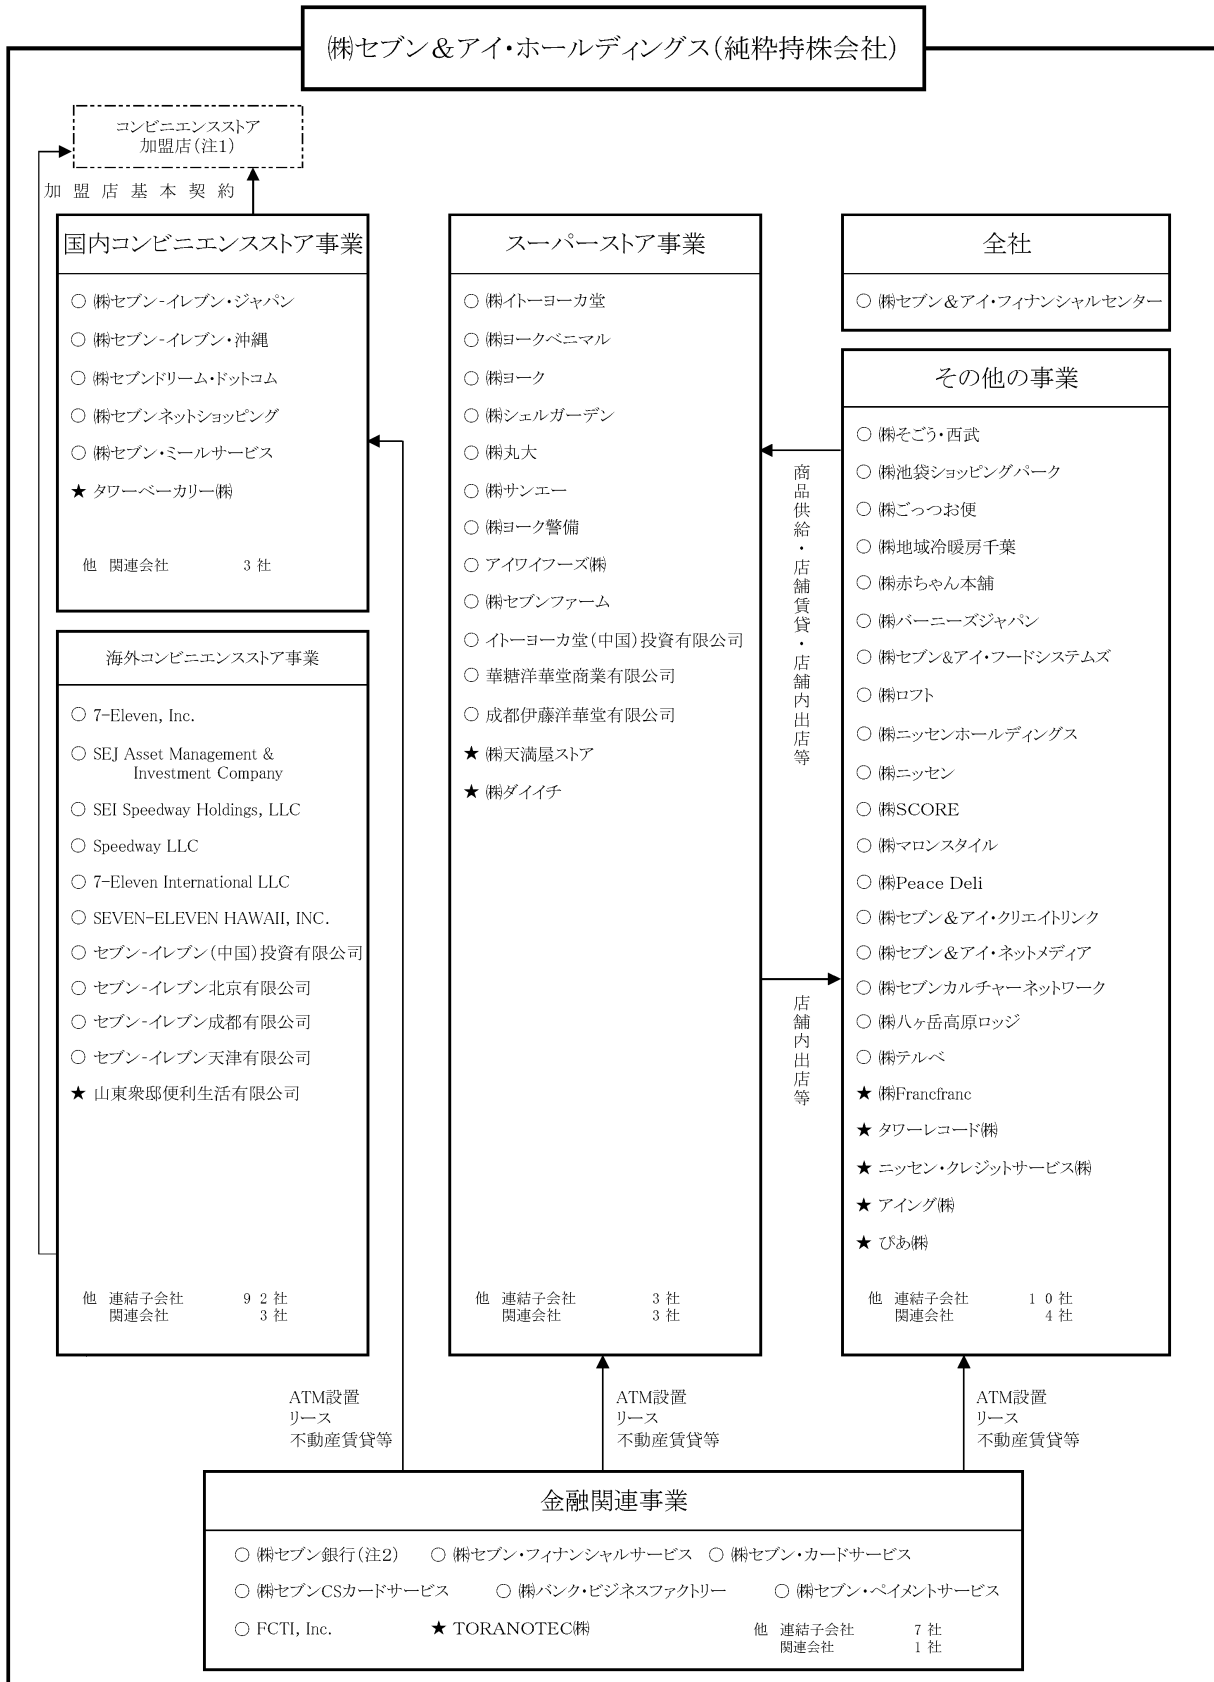 ㈱セブン&アイ・ホールディングス(純粋持株会社)
コンビニエンスストア
加盟店(注1)
加盟店基本契約
国内コンビニエンスストア事業
○ ㈱セブン-イレブン・ジャパン
○ ㈱セブン-イレブン・沖縄
○ ㈱セブンドリーム・ドットコム
○ ㈱セブンネットショッピング
○ ㈱セブン・ミールサービス
★ タワーベーカリー㈱
他 関連会社 3 社
海外コンビニエンスストア事業
○ 7-Eleven, Inc.
○ SEJ Asset Management &
Investment Company
○ SEI Speedway Holdings, LLC
○ Speedway LLC
○ 7-Eleven International LLC
○ SEVEN-ELEVEN HAWAII, INC.
○ セブン-イレブン(中国)投資有限公司
○ セブン-イレブン北京有限公司
○ セブン-イレブン成都有限公司
○ セブン-イレブン天津有限公司
★ 山東衆邸便利生活有限公司
他 連結子会社 92 社
関連会社 3 社
スーパーストア事業
○ ㈱イトーヨーカ堂
○ ㈱ヨークベニマル
○ ㈱ヨーク
○ ㈱シェルガーデン
○ ㈱丸大
○ ㈱サンエー
○ ㈱ヨーク警備
○ アイワイフーズ㈱
○ ㈱セブンファーム
○ イトーヨーカ堂(中国)投資有限公司
○ 華糖洋華堂商業有限公司
○ 成都伊藤洋華堂有限公司
★ ㈱天満屋ストア
★ ㈱ダイイチ
他 連結子会社 3 社
関連会社 3 社
商品供給・店舗賃貸・店舗内出店等
店舗内出店等
全社
○ ㈱セブン&アイ・フィナンシャルセンター
その他の事業
○ ㈱そごう・西武
○ ㈱池袋ショッピングパーク
○ ㈱ごっつお便
○ ㈱地域冷暖房千葉
○ ㈱赤ちゃん本舗
○ ㈱バーニーズジャパン
○ ㈱セブン&アイ・フードシステムズ
○ ㈱ロフト
○ ㈱ニッセンホールディングス
○ ㈱ニッセン
○ ㈱SCORE
○ ㈱マロンスタイル
○ ㈱Peace Deli
○ ㈱セブン&アイ・クリエイトリンク
○ ㈱セブン&アイ・ネットメディア
○ ㈱セブンカルチャーネットワーク
○ ㈱八ヶ岳高原ロッジ
○ ㈱テルベ
★ ㈱Francfranc
★ タワーレコード㈱
★ ニッセン・クレジットサービス㈱
★ アイング㈱
★ ぴあ㈱
他 連結子会社 10 社
関連会社 4 社
ATM設置
リース
不動産賃貸等
ATM設置
リース
不動産賃貸等
ATM設置
リース
不動産賃貸等
金融関連事業
○ ㈱セブン銀行(注2) ○ ㈱セブン・フィナンシャルサービス ○ ㈱セブン・カードサービス
○ ㈱セブンCSカードサービス ○ ㈱バンク・ビジネスファクトリー ○ ㈱セブン・ペイメントサービス
○ FCTI, Inc. ★ TORANOTEC㈱ 他 連結子会社 7 社
関連会社 1 社